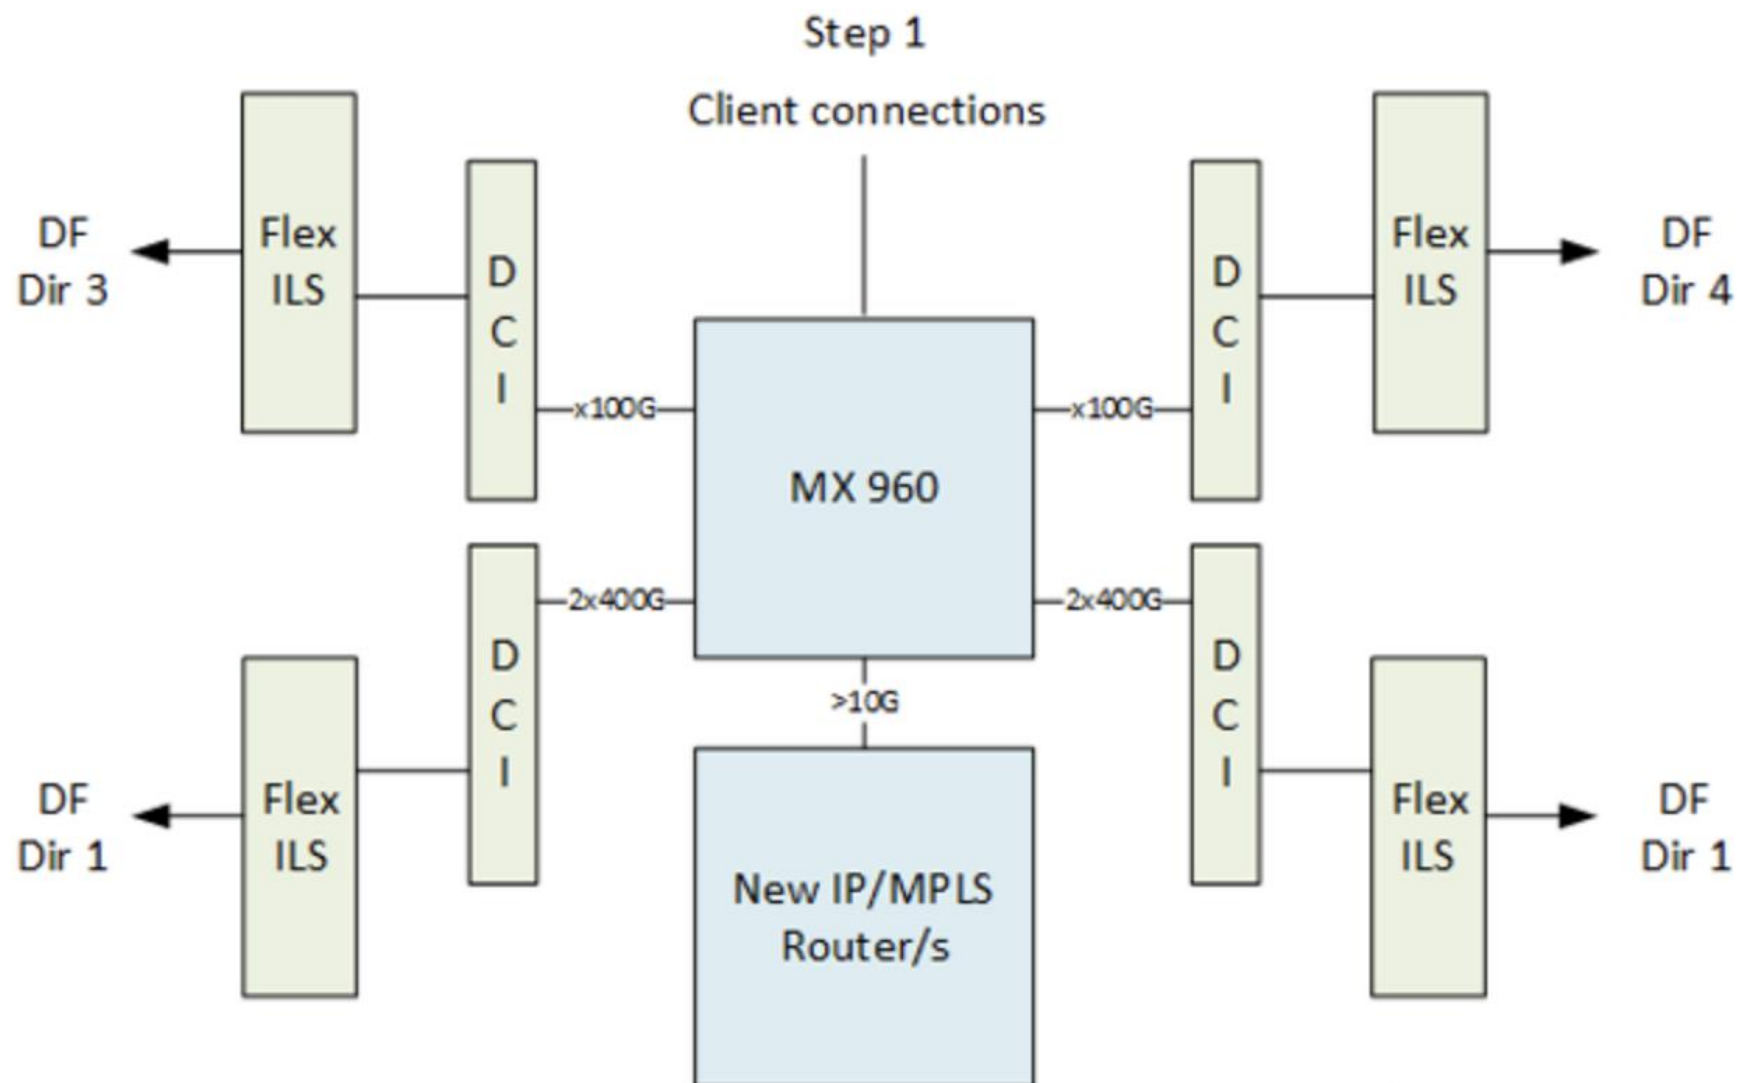 Step 1
Client connections
DF
Dir 3
Flex
ILS
D
C
I
x100G
MX 960
x100G
D
C
I
Flex
ILS
DF
Dir 4
DF
Dir 1
Flex
ILS
D
C
I
2x400G
2x400G
D
C
I
Flex
ILS
DF
Dir 1
>10G
New IP/MPLS
Router/s